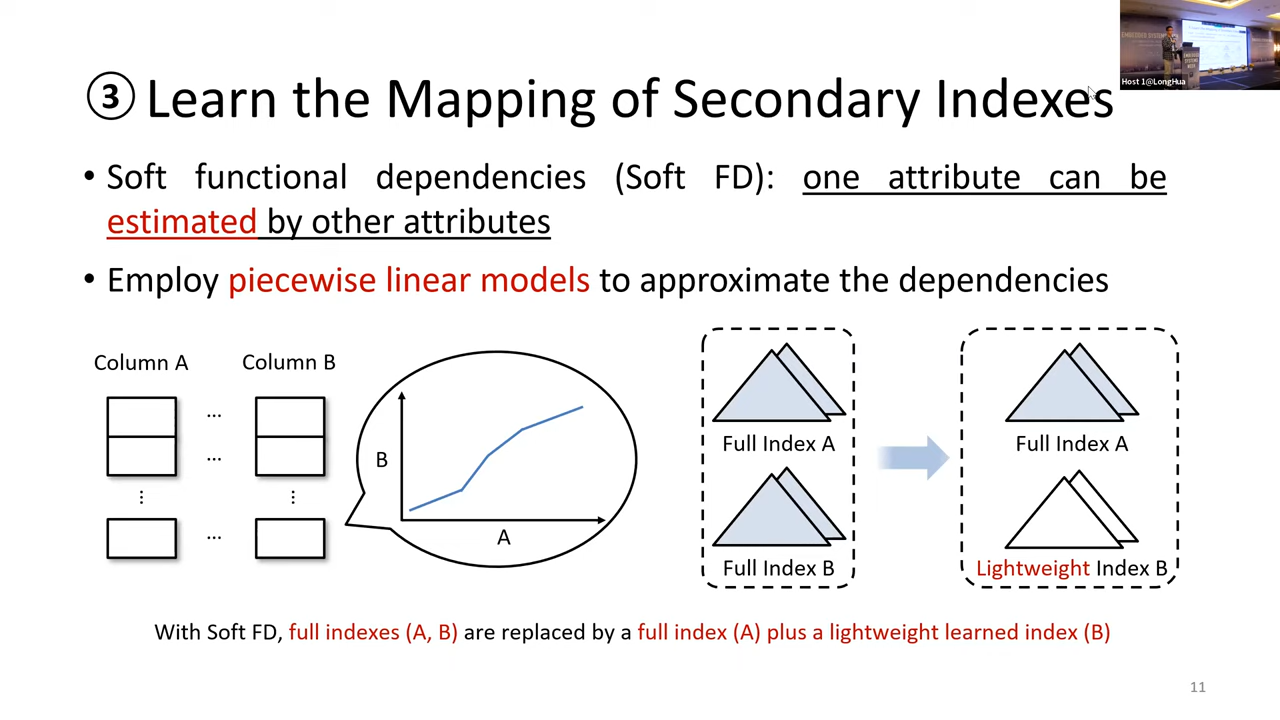 ③ Learn the Mapping of Secondary Indexes
Host 1@LongHua
• Soft functional dependencies (Soft FD): one attribute can be
estimated by other attributes
• Employ piecewise linear models to approximate the dependencies
Column A
Column B
...
...
...
B
A
Full Index A
Full Index B
Full Index A
Lightweight Index B
With Soft FD, full indexes (A, B) are replaced by a full index (A) plus a lightweight learned index (B)
11